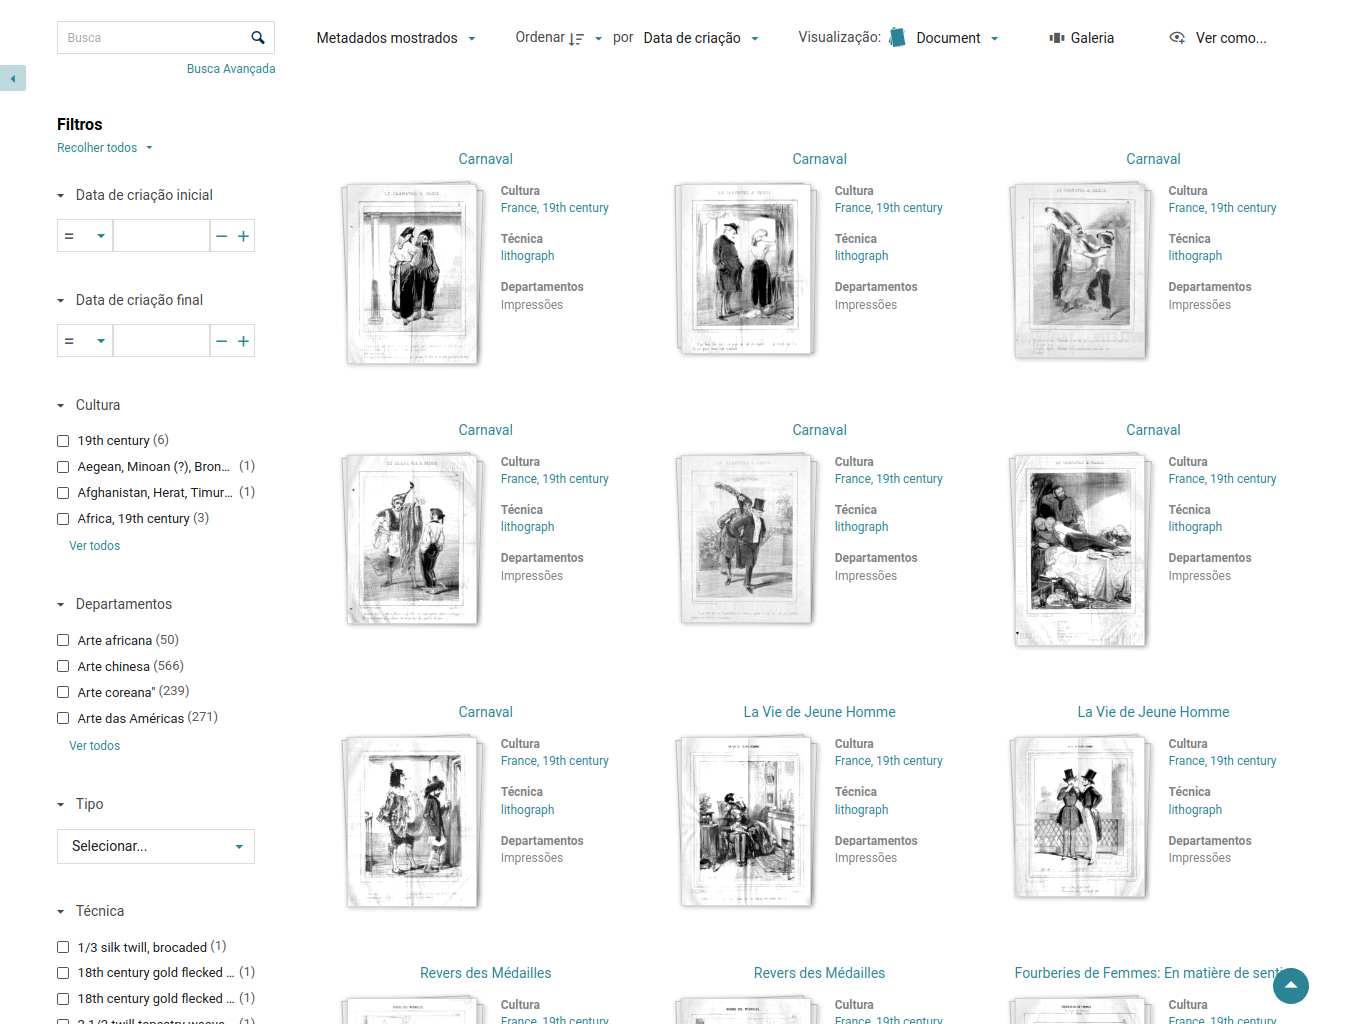 Busca
Busca Avançada
Metadados mostrados
Ordenar por Data de criação
Visualização: Document
Galeria
Ver como...
Filtros
Recolher todos
Data de criação inicial
=
Data de criação final
=
Cultura
19th century (6)
Aegean, Minoan (?), Bron... (1)
Afghanistan, Herat, Timur... (1)
Africa, 19th century (3)
Ver todos
Departamentos
Arte africana (50)
Arte chinesa (566)
Arte coreana" (239)
Arte das Américas (271)
Ver todos
Tipo
Selecionar...
Técnica
1/3 silk twill, brocaded (1)
18th century gold flecked ... (1)
18th century gold flecked ... (1)
Carnaval
Cultura
France, 19th century
Técnica
lithograph
Departamentos
Impressões
Carnaval
Cultura
France, 19th century
Técnica
lithograph
Departamentos
Impressões
Carnaval
Cultura
France, 19th century
Técnica
lithograph
Departamentos
Impressões
Carnaval
Cultura
France, 19th century
Técnica
lithograph
Departamentos
Impressões
Carnaval
Cultura
France, 19th century
Técnica
lithograph
Departamentos
Impressões
Carnaval
Cultura
France, 19th century
Técnica
lithograph
Departamentos
Impressões
Carnaval
Cultura
France, 19th century
Técnica
lithograph
Departamentos
Impressões
La Vie de Jeune Homme
Cultura
France, 19th century
Técnica
lithograph
Departamentos
Impressões
La Vie de Jeune Homme
Cultura
France, 19th century
Técnica
lithograph
Departamentos
Impressões
Revers des Médailles
Cultura
France, 19th century
Revers des Médailles
Cultura
France, 19th century
Fourberies de Femmes: En matière de senti
Cultura
France, 19th century